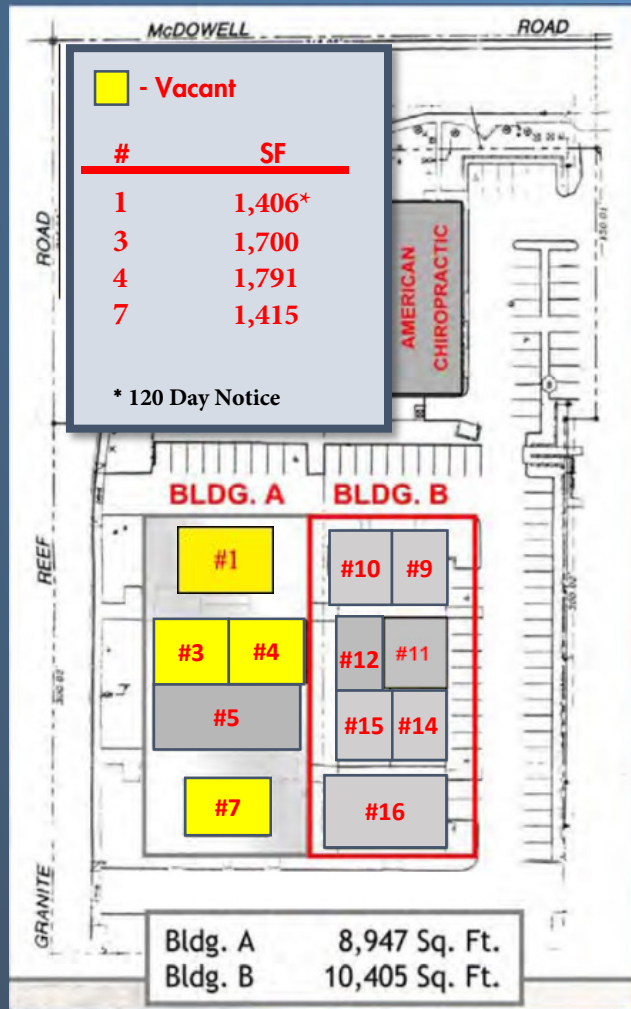 McDOWELL ROAD
- Vacant
# SF
1 1,406*
3 1,700
4 1,791
7 1,415
* 120 Day Notice
ROAD
REEF
GRANITE
AMERICAN
CHIROPRACTIC
BLDG. A BLDG. B
#1
#10 #9
#3 #4
#12 #11
#5
#15 #14
#7
#16
Bldg. A 8,947 Sq. Ft.
Bldg. B 10,405 Sq. Ft.